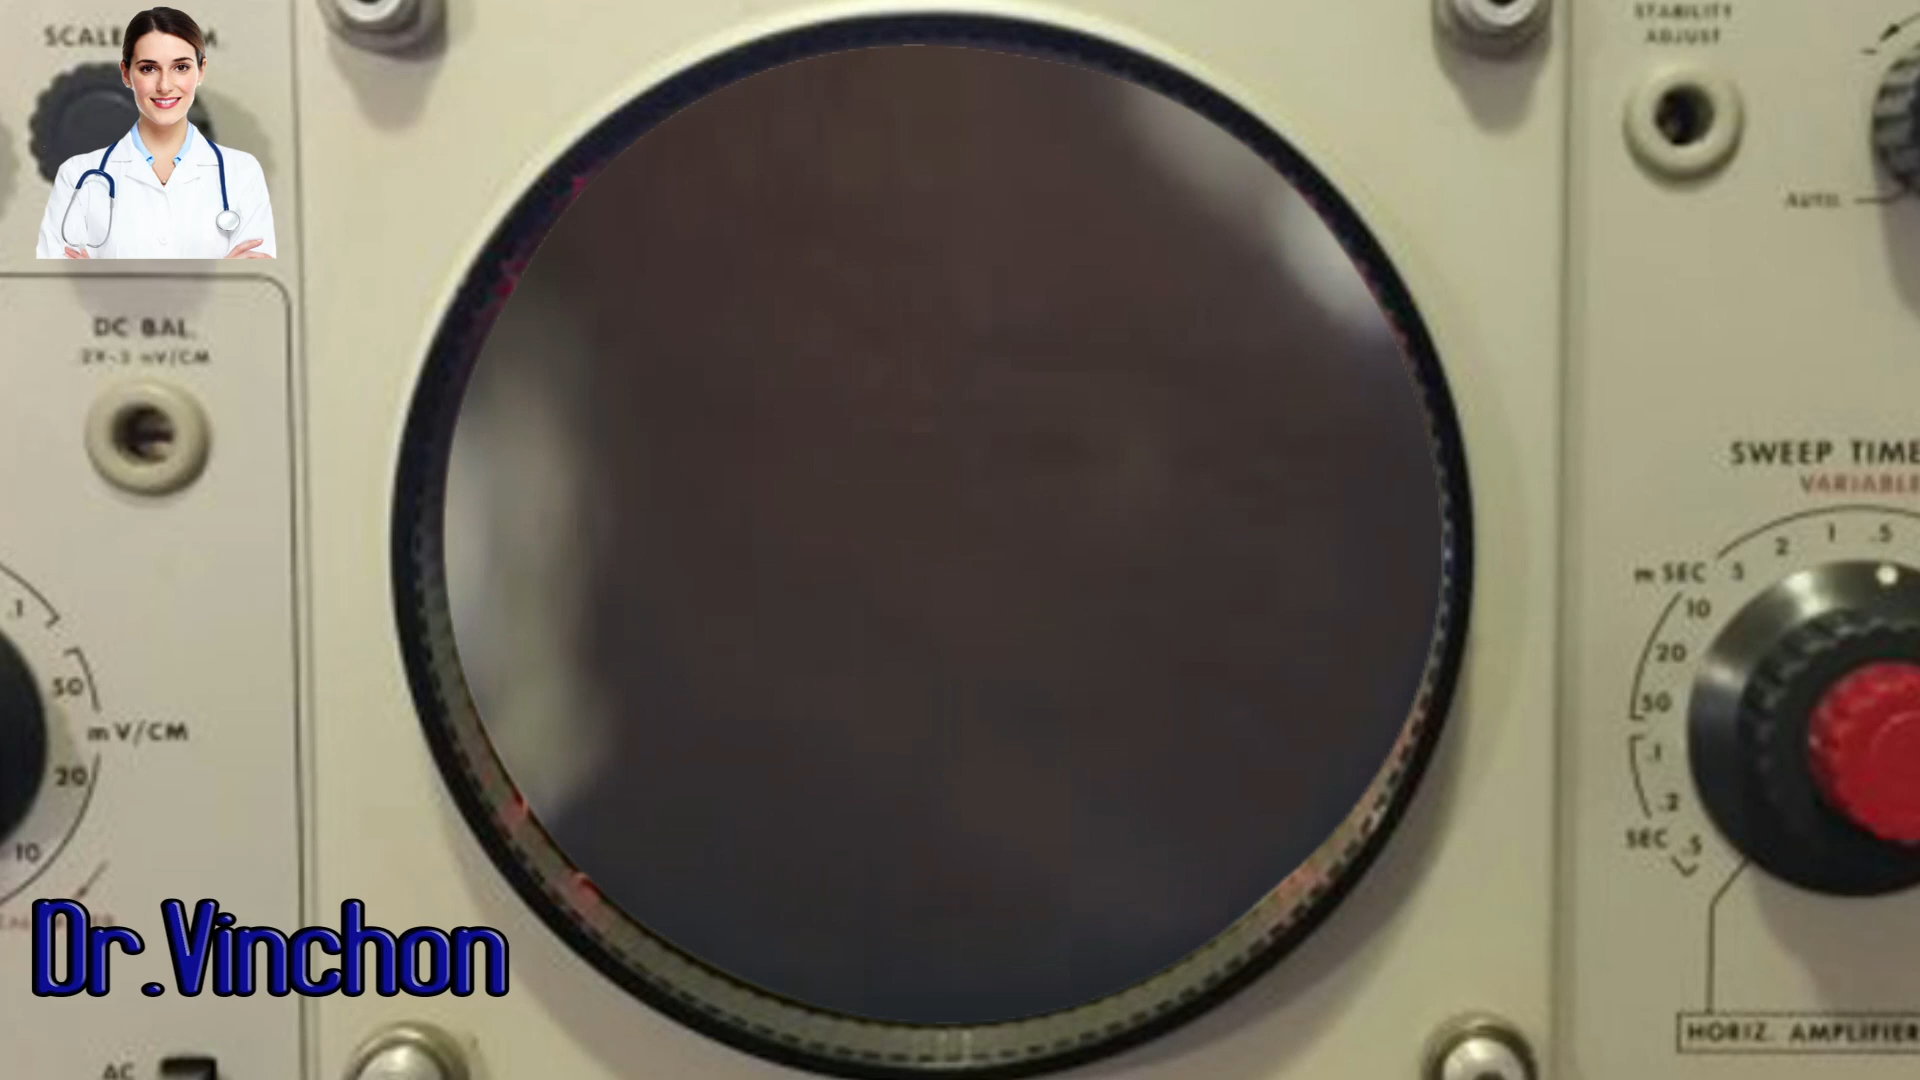 SCALE
STABILITY
ADJUST
AUTO.
DC BAL.
SWEEP TIME
VARIABLE
.1
50
mV/CM
20
10
1
.5
2
5
m SEC
10
20
50
.1
.2
.5
SEC
Dr.Vinchon
HORIZ. AMPLIFIER
AC